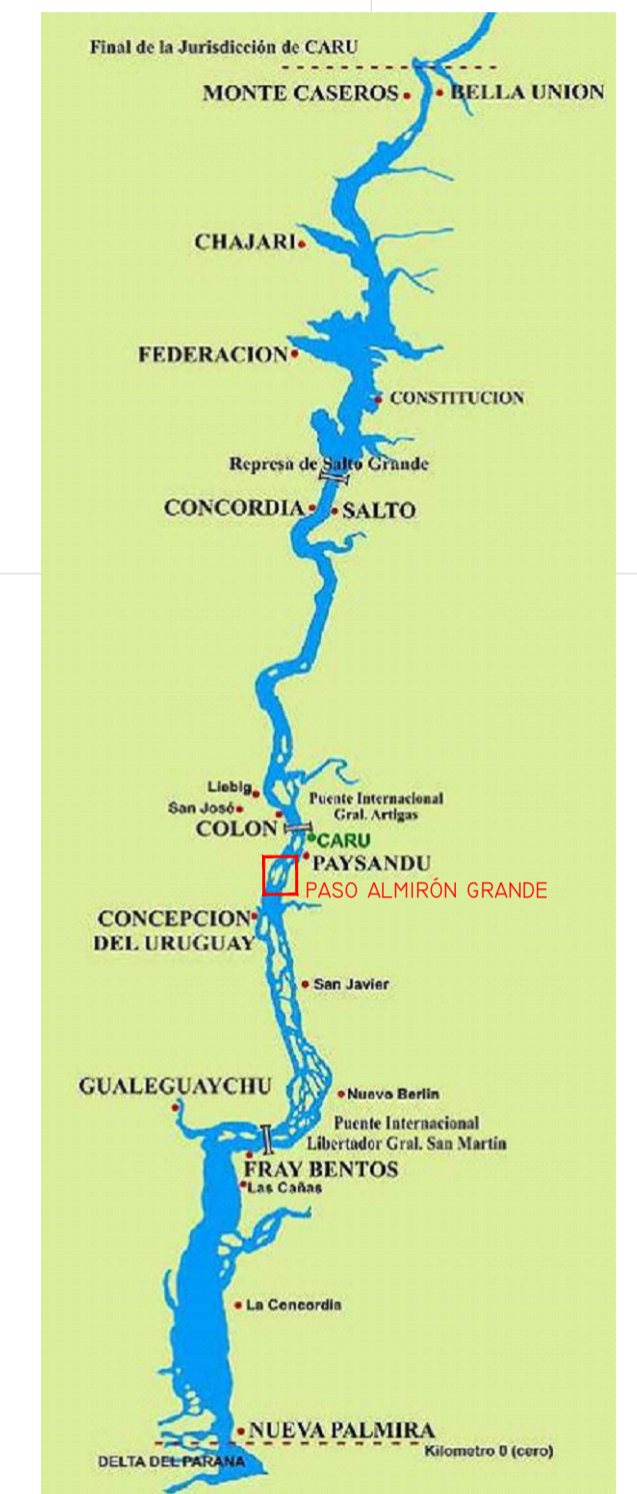 Final de la Jurisdicción de CARU
MONTE CASEROS
BELLA UNION
CHAJARI
FEDERACION
CONSTITUCION
Represa de Salto Grande
CONCORDIA
SALTO
Liebig
San José
Puente Internacional
Gral. Artigas
COLON
CARU
PAYSANDU
PASO ALMIRÓN GRANDE
CONCEPCION
DEL URUGUAY
San Javier
GUALEGUAYCHU
Nuevo Berlin
Puente Internacional
Libertador Gral. San Martín
FRAY BENTOS
Las Cañas
La Concordia
NUEVA PALMIRA
Kilometro 0 (cero)
DELTA DEL PARANA